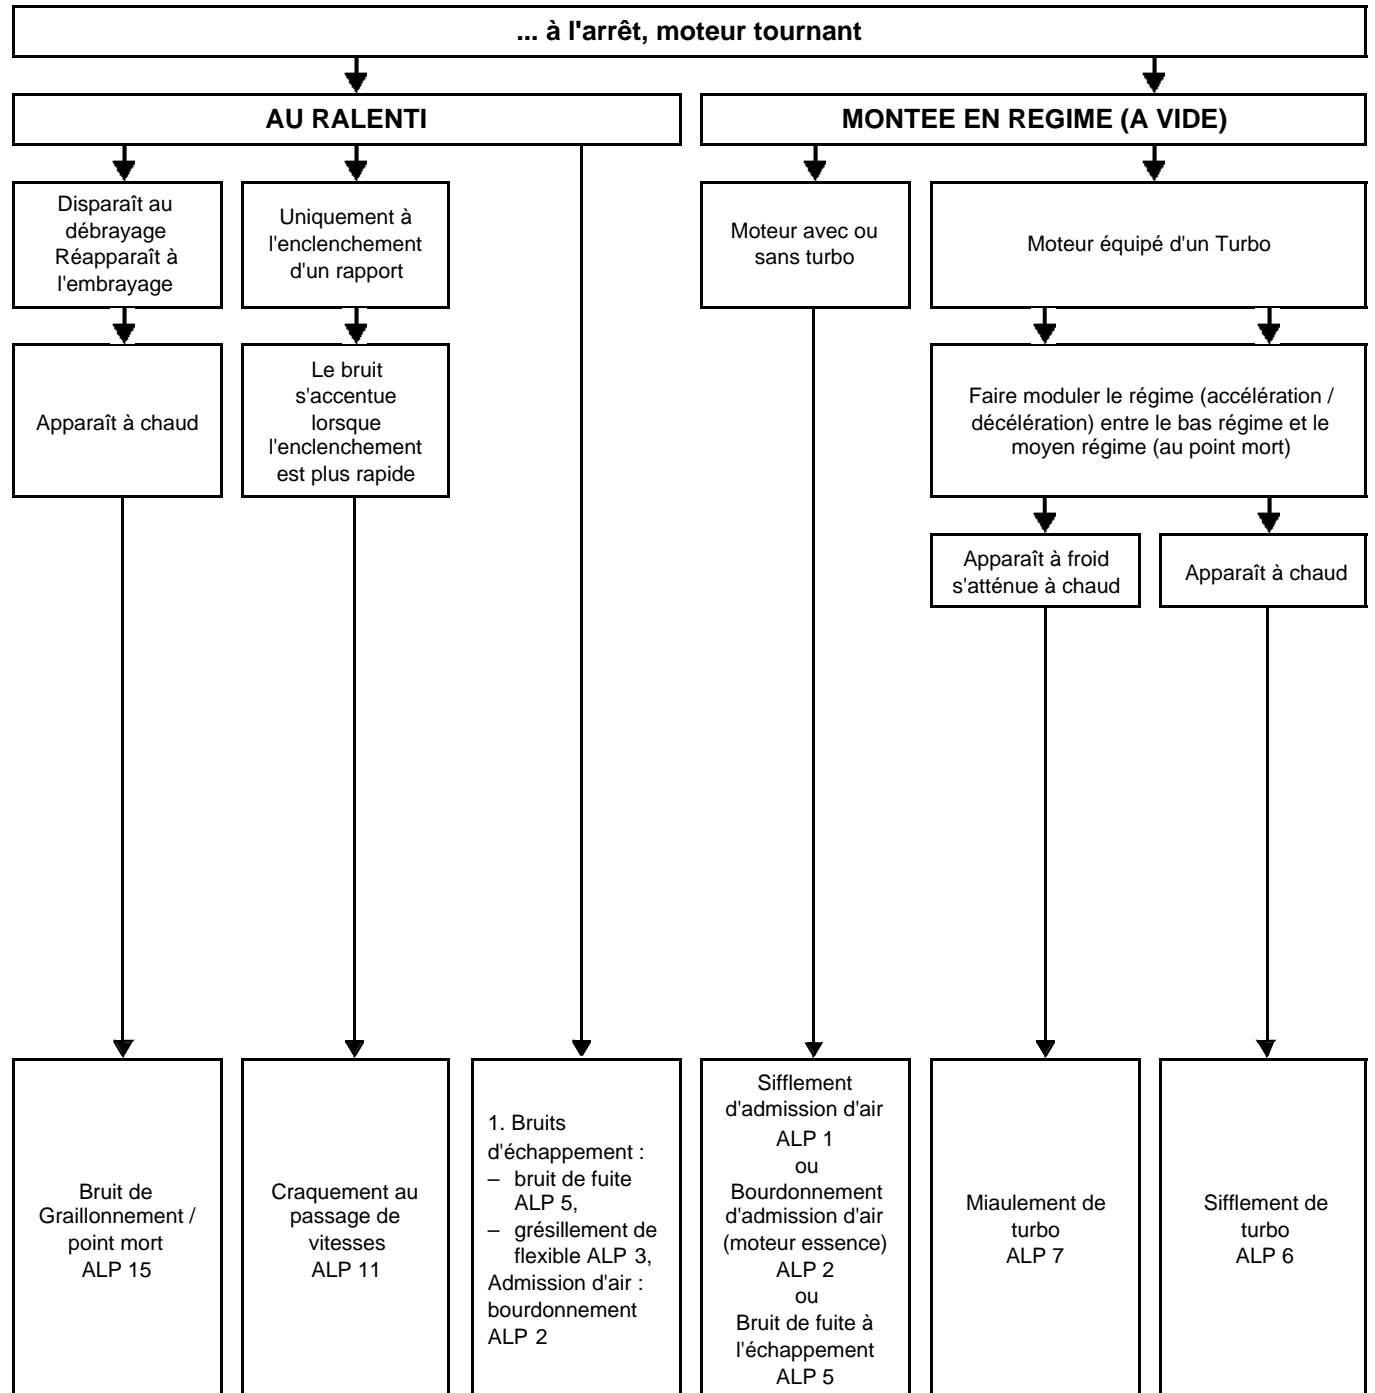 ... à l'arrêt, moteur tournant
AU RALENTI
MONTEE EN REGIME (A VIDE)
Disparaît au
débrayage
Réapparaît à
l'embrayage
Uniquement à
l'enclenchement
d'un rapport
Moteur avec ou
sans turbo
Moteur équipé d'un Turbo
Apparaît à chaud
Le bruit
s'accentue
lorsque
l'enclenchement
est plus rapide
Faire moduler le régime (accélération /
décélération) entre le bas régime et le
moyen régime (au point mort)
Apparaît à froid
s'atténue à chaud
Apparaît à chaud
Bruit de
Graillonnement /
point mort
ALP 15
Craquement au
passage de
vitesses
ALP 11
1. Bruits
d'échappement :
– bruit de fuite
ALP 5,
– grésillement de
flexible ALP 3,
Admission d'air :
bourdonnement
ALP 2
Sifflement
d'admission d'air
ALP 1
ou
Bourdonnement
d'admission d'air
(moteur essence)
ALP 2
ou
Bruit de fuite à
l'échappement
ALP 5
Miaulement de
turbo
ALP 7
Sifflement de
turbo
ALP 6